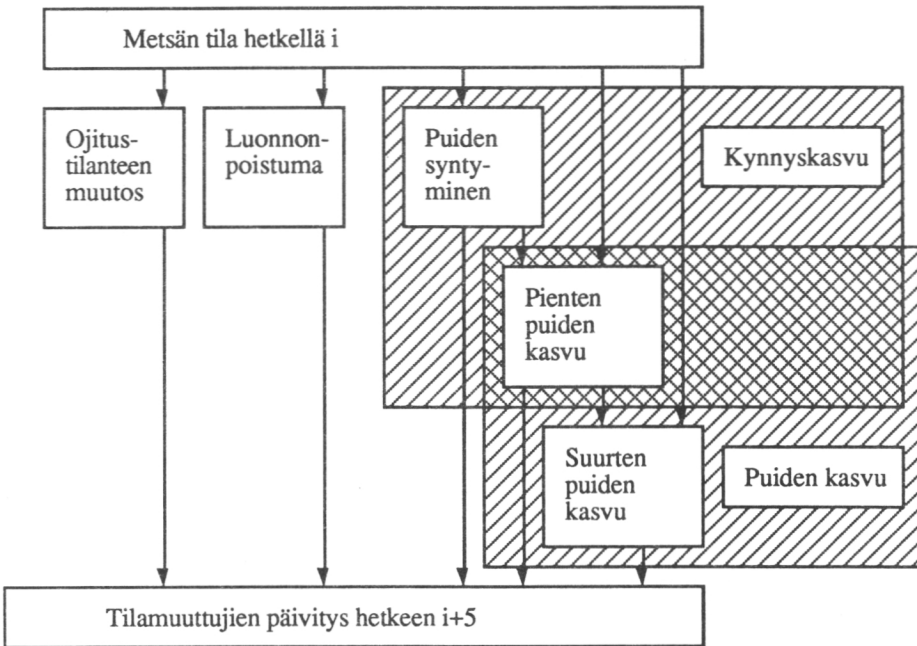 Metsän tila hetkellä i
Ojitus-
tilanteen
muutos
Luonnon-
poistuma
Puiden
synty-
minen
Kynnyskasvu
Pienten
puiden
kasvu
Suurten
puiden
kasvu
Puiden kasvu
Tilamuuttujien päivitys hetkeen i+5